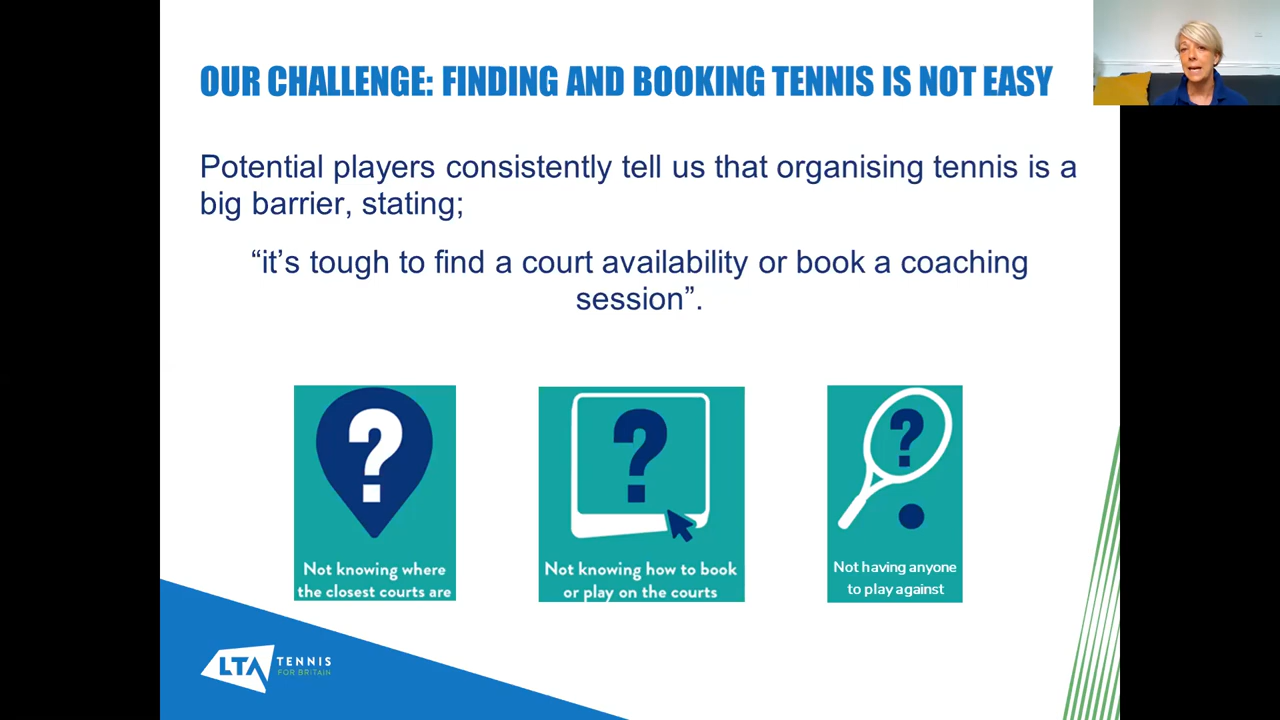 OUR CHALLENGE: FINDING AND BOOKING TENNIS IS NOT EASY
Potential players consistently tell us that organising tennis is a
big barrier, stating;
“it’s tough to find a court availability or book a coaching
session”.
?
Not knowing where
the closest courts are
?
Not knowing how to book
or play on the courts
?
Not having anyone
to play against
LTA TENNIS
FOR BRITAIN